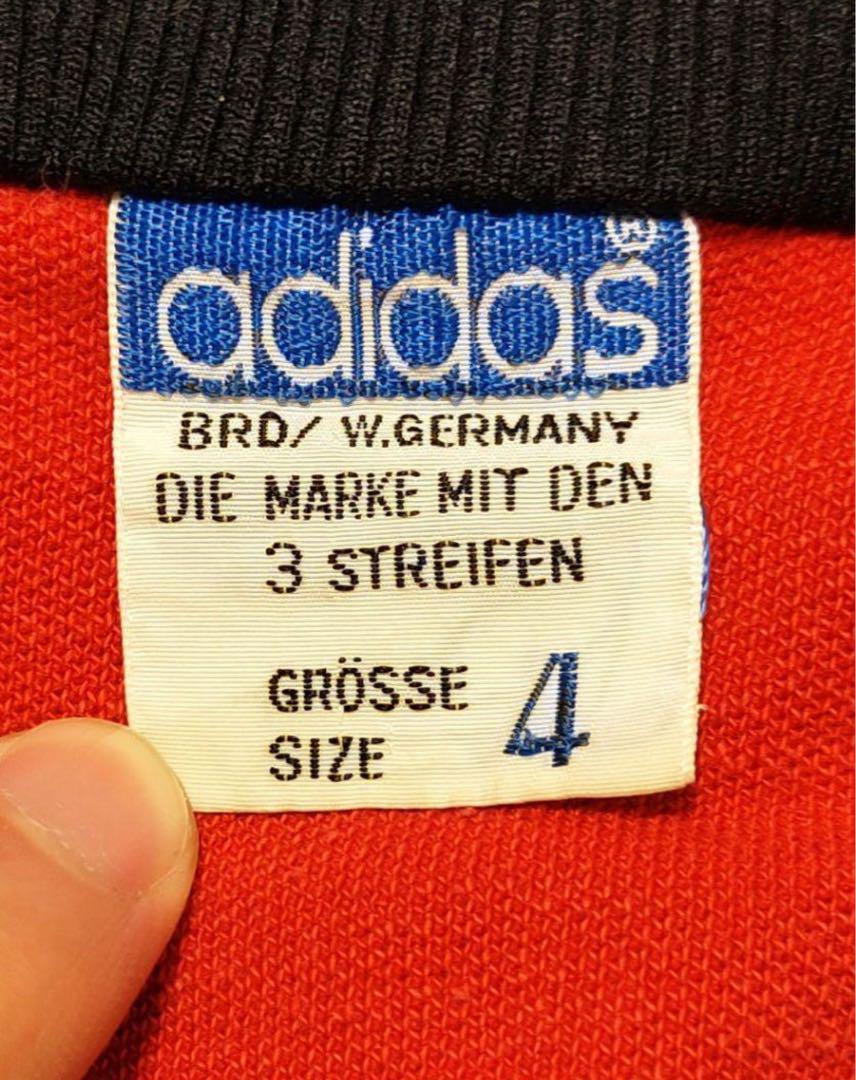 adidas®
BRD/ W.GERMANY
DIE MARKE MIT DEN
3 STREIFEN
GRÖSSE
SIZE 4